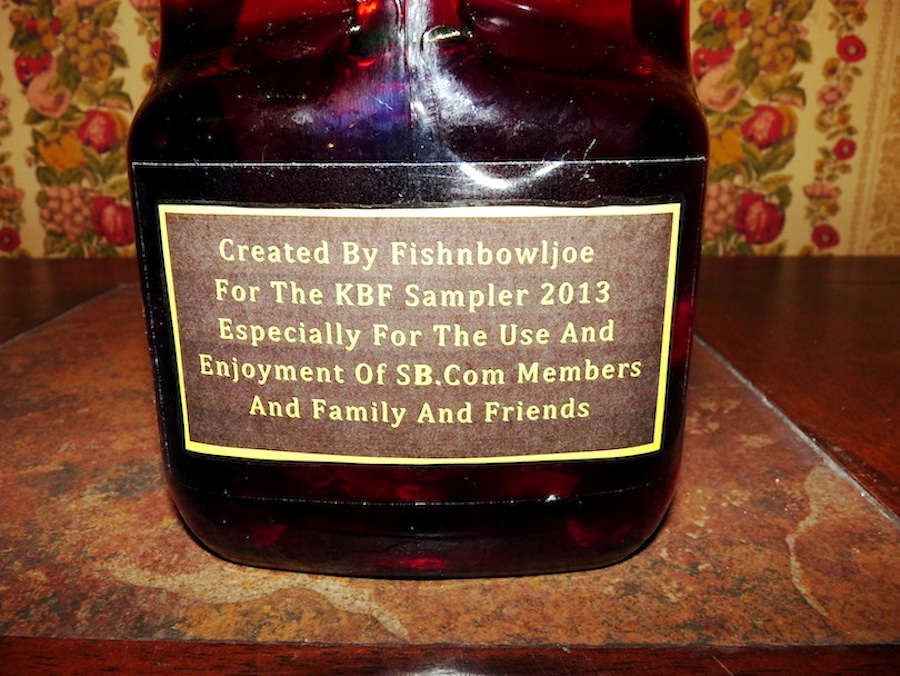 Created By Fishnbowljoe
For The KBF Sampler 2013
Especially For The Use And
Enjoyment Of SB.Com Members
And Family And Friends